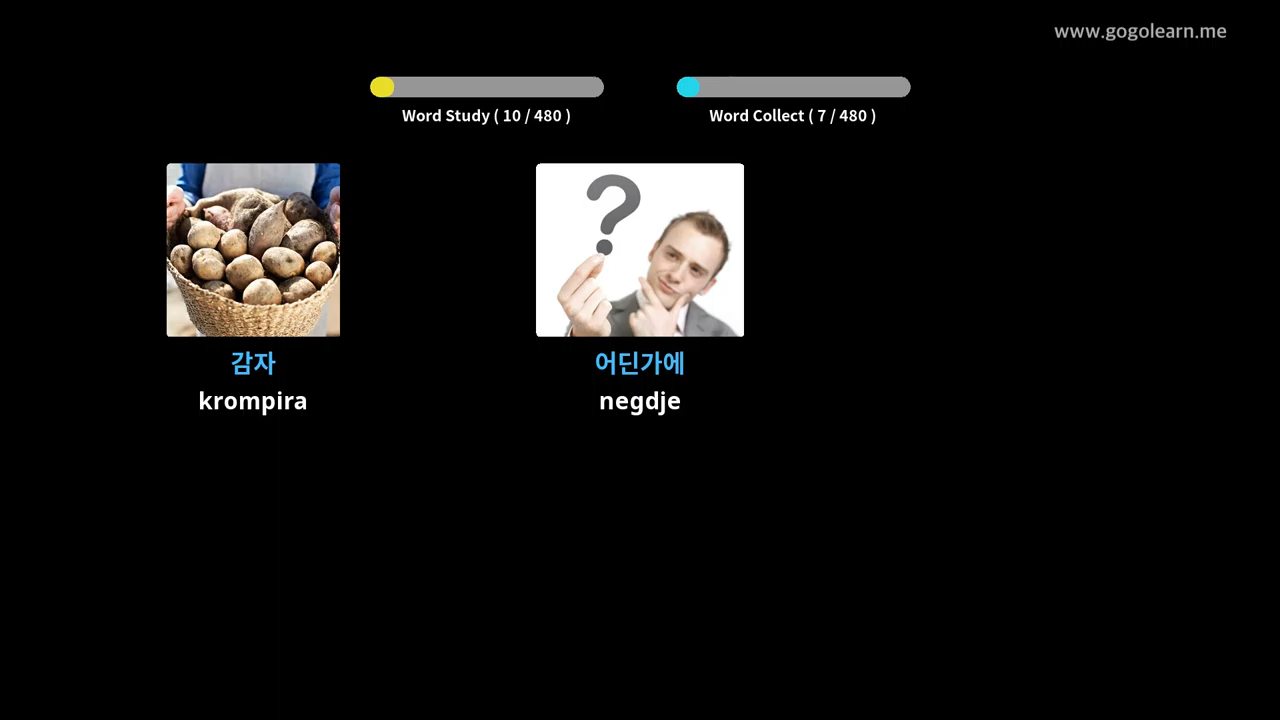 www.gogolearn.me
Word Study ( 10 / 480 )
Word Collect ( 7 / 480 )
감자
krompira
어딘가에
negdje